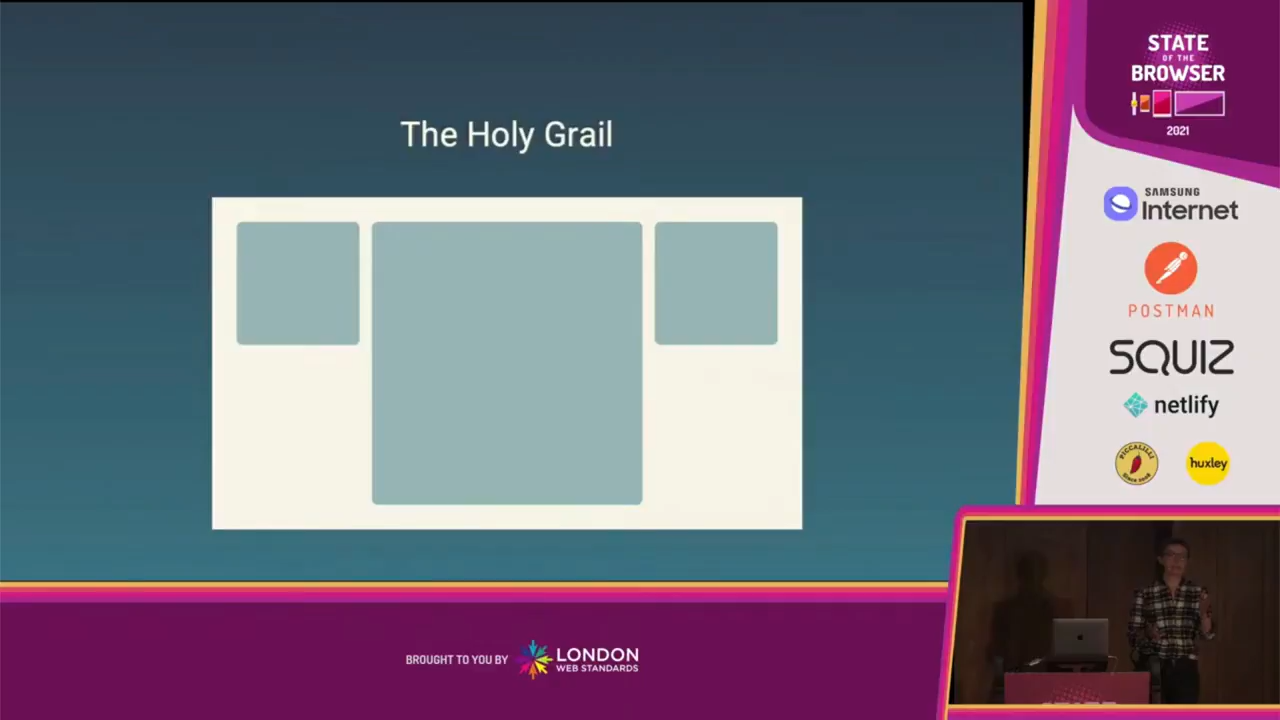 The Holy Grail
STATE
OF THE
BROWSER
2021
SAMSUNG
Internet
POSTMAN
SQUIZ
netlify
PICCALILLI
huxley
BROUGHT TO YOU BY
LONDON
WEB STANDARDS